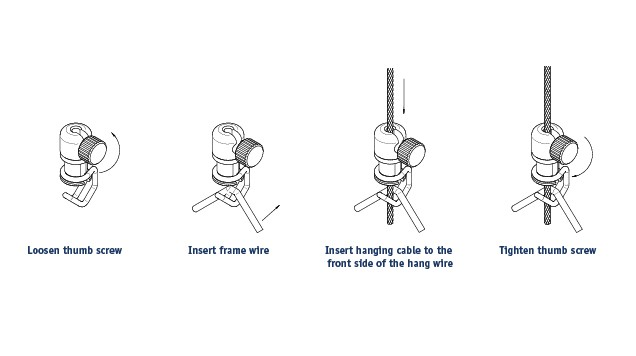 Loosen thumb screw
Insert frame wire
Insert hanging cable to the
front side of the hang wire
Tighten thumb screw